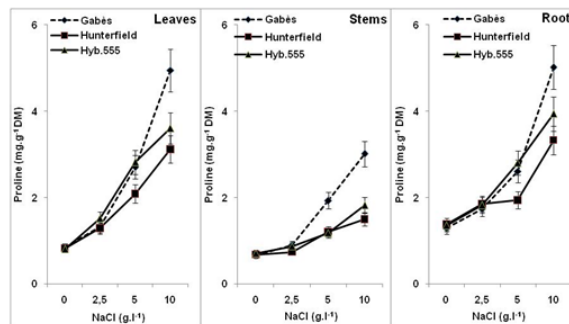 Leaves
Gabès
Hunterfield
Hyb.555
Proline (mg.g⁻¹ DM)
6
4
2
0
0 2,5 5 10
NaCl (g.l⁻¹)
Stems
Gabès
Hunterfield
Hyb.555
Proline (mg.g⁻¹ DM)
6
4
2
0
0 2,5 5 10
NaCl (g.l⁻¹)
Root
Gabès
Hunterfield
Hyb.555
Proline (mg.g⁻¹ DM)
6
4
2
0
0 2,5 5 10
NaCl (g.l⁻¹)